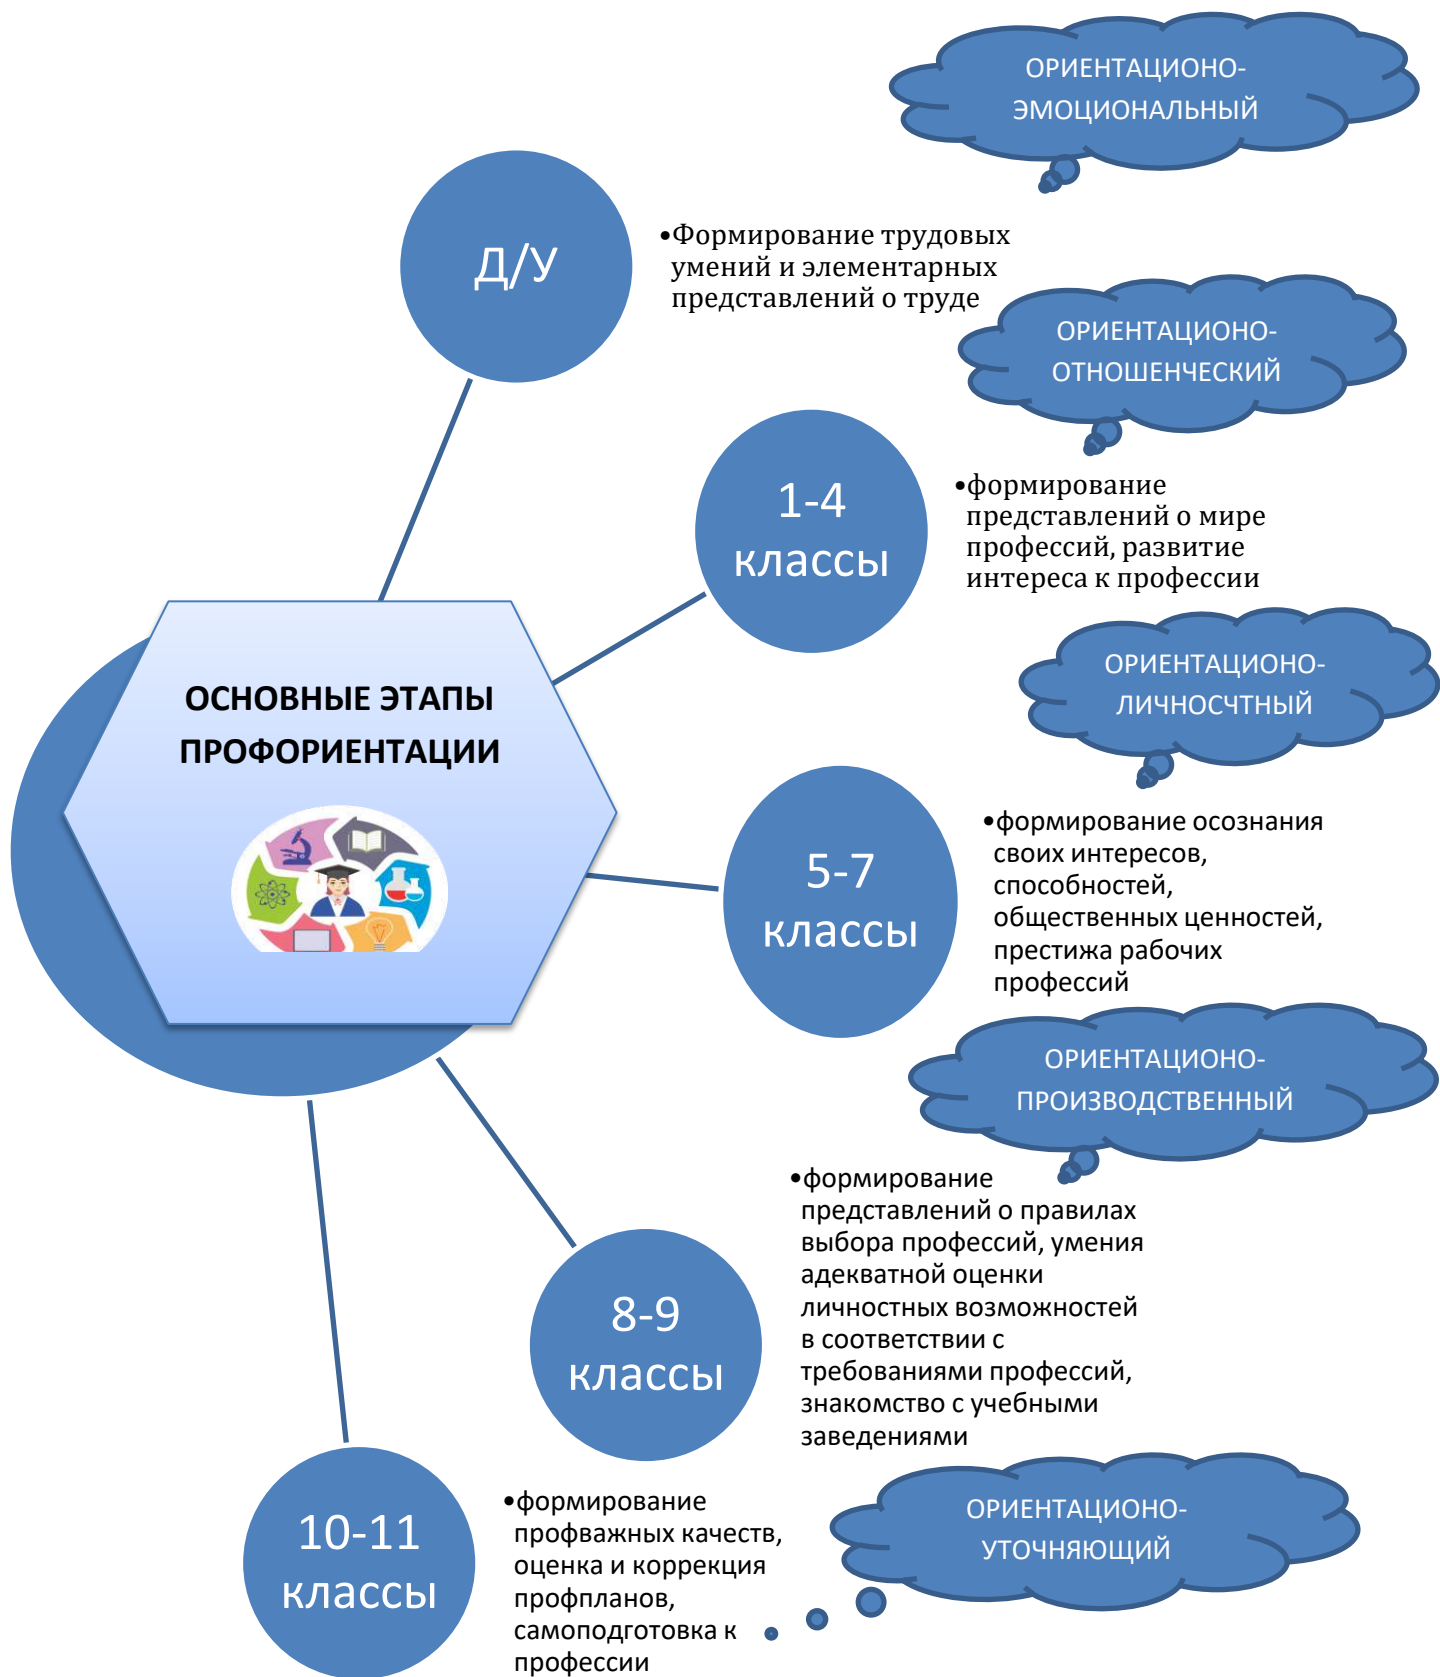 ОРИЕНТАЦИОНО-
ЭМОЦИОНАЛЬНЫЙ
Д/У
•Формирование трудовых
умений и элементарных
представлений о труде
ОРИЕНТАЦИОНО-
ОТНОШЕНЧЕСКИЙ
1-4
классы
•формирование
представлений о мире
профессий, развитие
интереса к профессии
ОСНОВНЫЕ ЭТАПЫ
ПРОФОРИЕНТАЦИИ
ОРИЕНТАЦИОНО-
ЛИЧНОСЧТНЫЙ
5-7
классы
•формирование осознания
своих интересов,
способностей,
общественных ценностей,
престижа рабочих
профессий
ОРИЕНТАЦИОНО-
ПРОИЗВОДСТВЕННЫЙ
8-9
классы
•формирование
представлений о правилах
выбора профессий, умения
адекватной оценки
личностных возможностей
в соответствии с
требованиями профессий,
знакомство с учебными
заведениями
ОРИЕНТАЦИОНО-
УТОЧНЯЮЩИЙ
10-11
классы
•формирование
профважных качеств,
оценка и коррекция
профпланов,
самоподготовка к
профессии